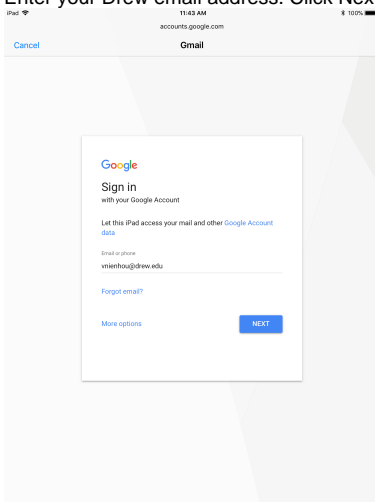 Enter your Drew email address. Click Nex
iPad 11:43 AM 100%
accounts.google.com
Cancel Gmail
Google
Sign in
with your Google Account
Let this iPad access your mail and other Google Account
data
Email or phone
vnienhou@drew.edu
Forgot email?
More options NEXT